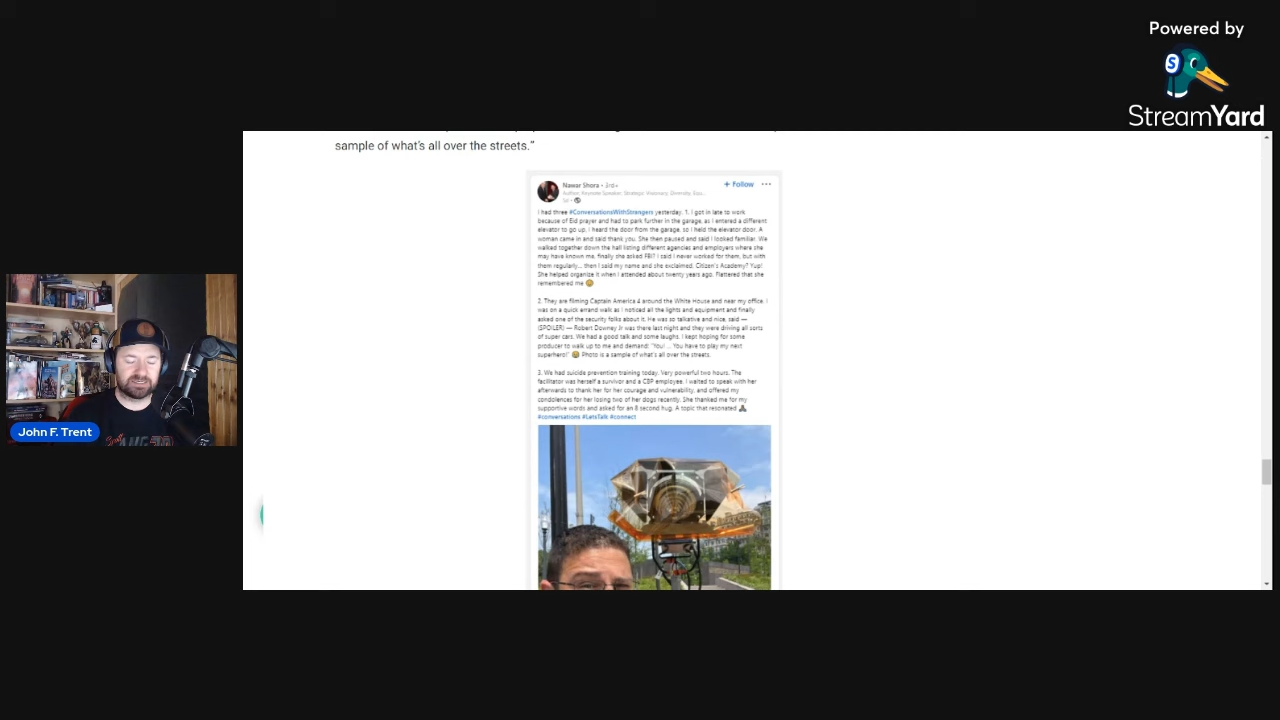 Powered by
StreamYard
sample of what's all over the streets."
Nawar Shora • 3rd+
+ Follow
Author, Keynote Speaker, Strategic Visionary, Diversity
I had three #ConversationsWithStrangers yesterday. 1. I got in late to work
because of Eid prayer and had to park further in the garage, as I entered a different
elevator to go up, I heard the door from the garage, so I held the elevator door. A
woman came in and said thank you. She then paused and said I looked familiar. We
walked together down the hall listing different agencies and employers where she
may have known me, finally she asked FBI? I said I never worked for them, but with
them regularly... then I said my name and she exclaimed: Citizen's Academy? Yup!
She helped organize it when I attended about twenty years ago. Flattered that she
remembered me 😊
2. They are filming Captain America 4 around the White House and near my office. I
was on a quick errand walk as I noticed all the lights and equipment and finally
asked one of the security folks about it. He was so talkative and nice, said —
(SPOILER) — Robert Downey Jr was there last night and they were driving all sorts
of super cars. We had a good talk and some laughs. I kept hoping for some
producer to walk up to me and demand: "You! ... You have to play my next
superhero!" 😂 Photo is a sample of what's all over the streets.
3. We had suicide prevention training today. Very powerful two hours. The
facilitator was herself a survivor and a CBP employee. I waited to speak with her
afterwards to thank her for her courage and vulnerability, and offered my
condolences for her losing two of her dogs recently. She thanked me for my
supportive words and asked for an 8 second hug. A topic that resonated 🙏
#conversations #LetsTalk #connect
John F. Trent